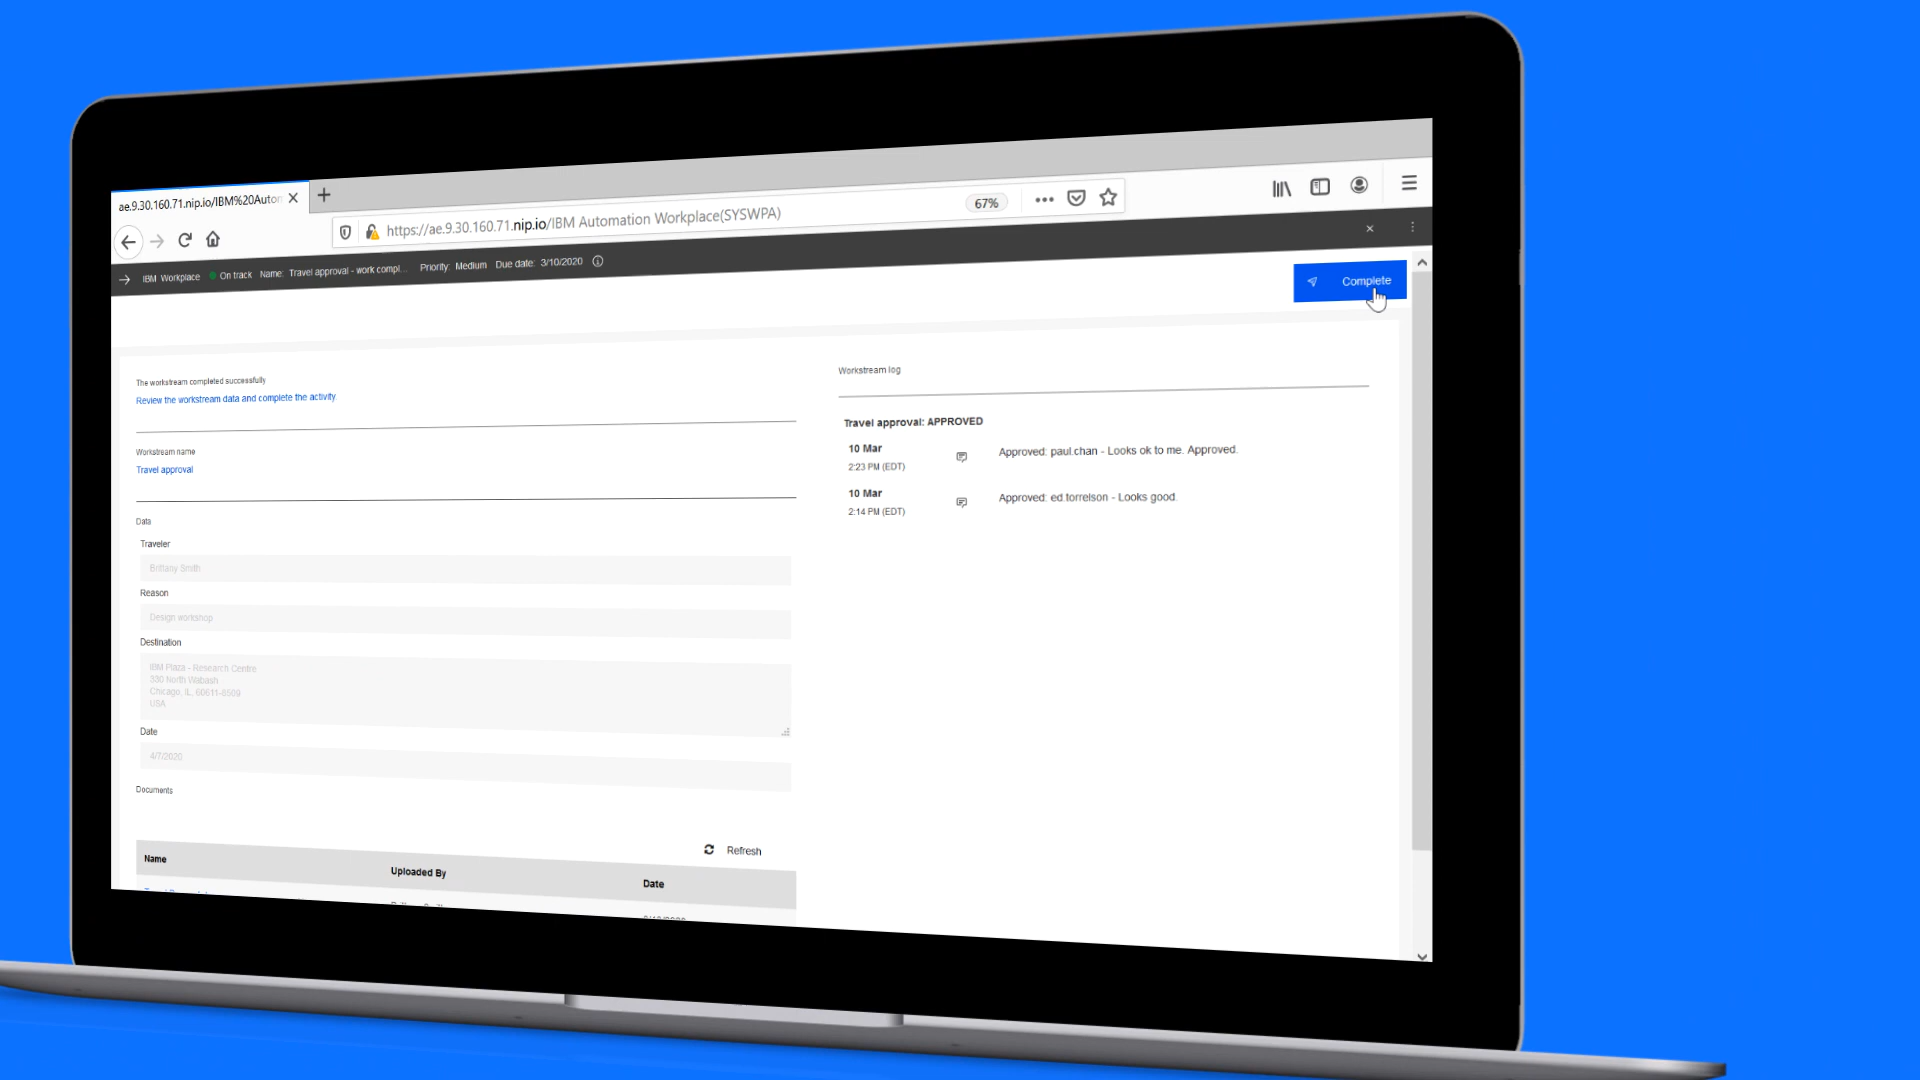 ae.9.30.160.71.nip.io/IBM%20Auto
67%
https://ae.9.30.160.71.nip.io/IBM Automation Workplace(SYSWPA)
IBM Workplace On track Name: Travel approval - work compl... Priority: Medium Due date: 3/10/2020
Complete
The workstream completed successfully
Review the workstream data and complete the activity.
Workstream name
Travel approval
Data
Traveler
Brittany Smith
Reason
Design workshop
Destination
IBM Plaza - Research Centre
330 North Wabash
Chicago, IL, 60611-8509
USA
Date
4/7/2020
Documents
Refresh
Name Uploaded By Date
Workstream log
Travel approval: APPROVED
10 Mar
2:23 PM (EDT)
Approved: paul.chan - Looks ok to me. Approved.
10 Mar
2:14 PM (EDT)
Approved: ed.torrelson - Looks good.